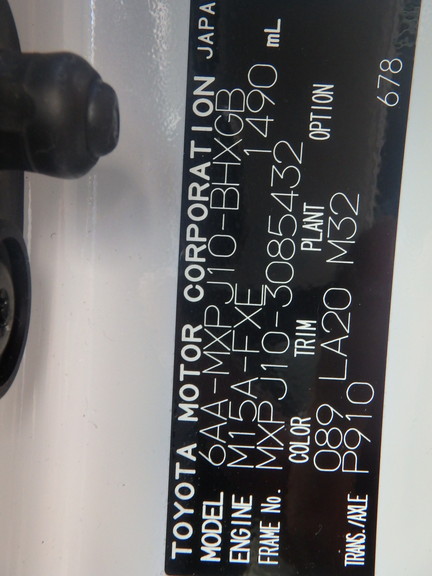 TOYOTA MOTOR CORPORATION JAPA
MODEL 6AA-MXPJ10-BHXGB
ENGINE M15A-FXE 1490 mL
FRAME No. MXPJ10-3085432
COLOR TRIM PLANT OPTION
089 LA20 M32
TRANS./AXLE P910 678